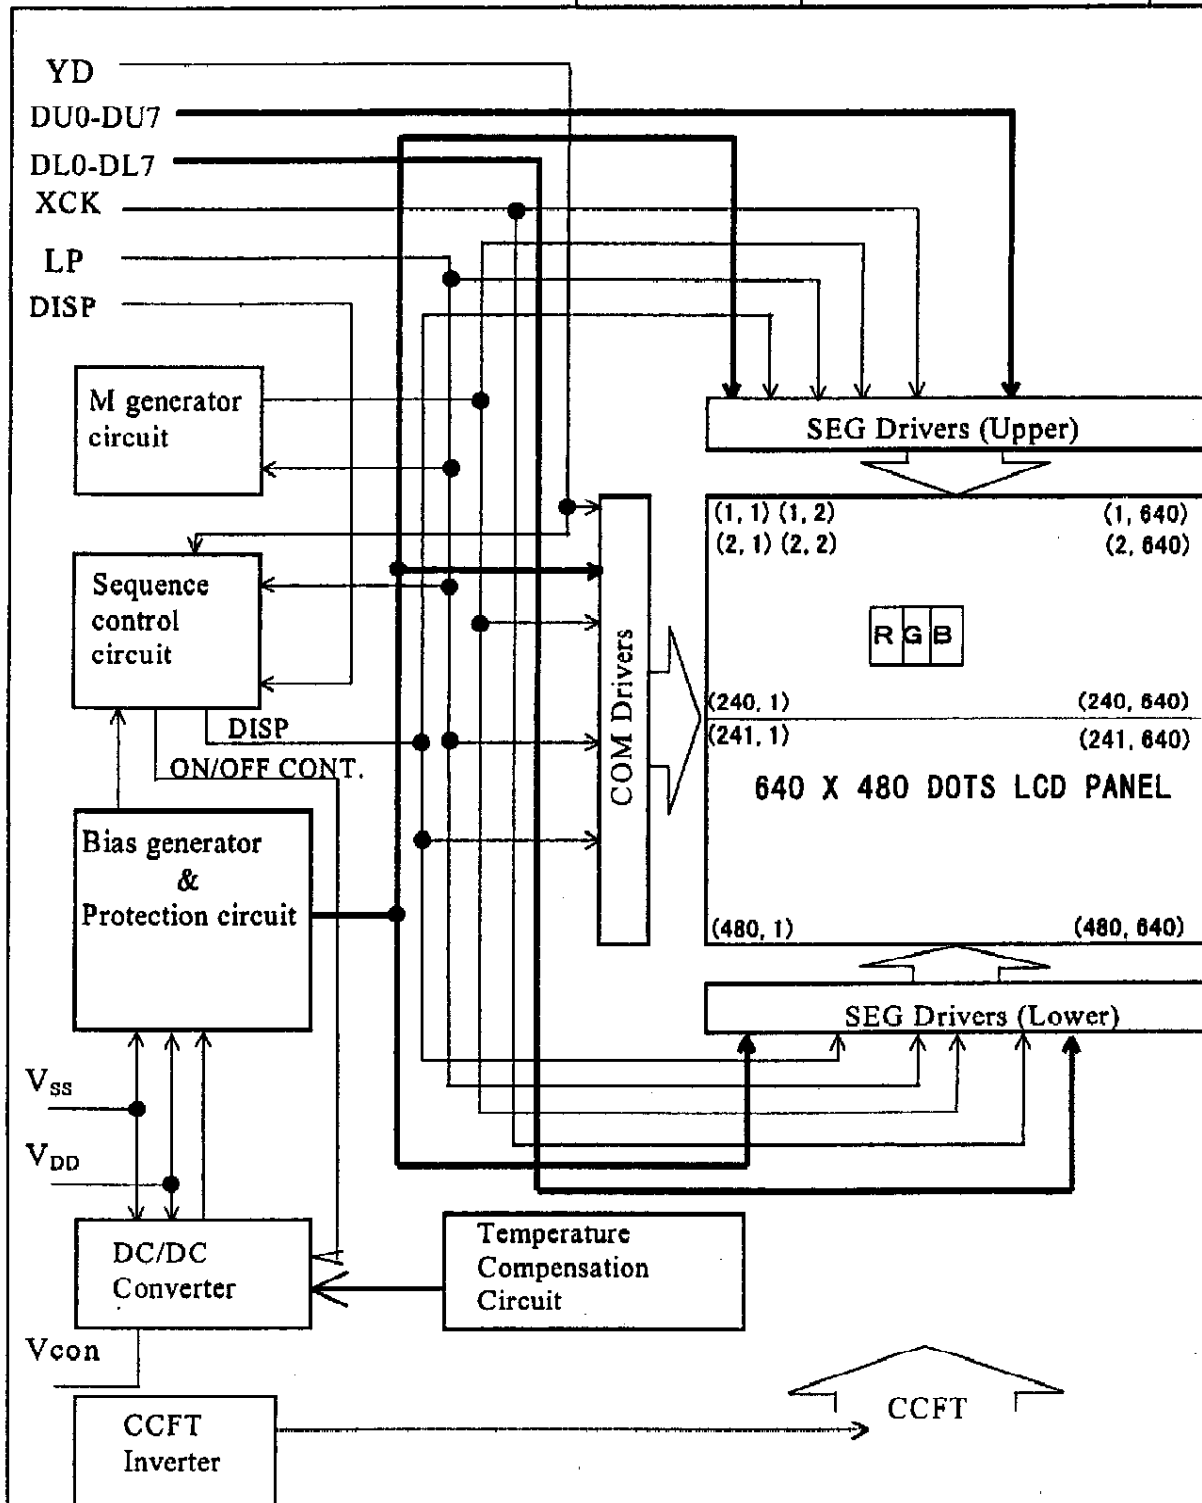 YD
DU0-DU7
DL0-DL7
XCK
LP
DISP
M generator
circuit
SEG Drivers (Upper)
(1, 1) (1, 2)
(1, 640)
(2, 1) (2, 2)
(2, 640)
Sequence
control
circuit
R G B
COM Drivers
(240, 1)
(240, 640)
DISP
(241, 1)
(241, 640)
ON/OFF CONT.
640 X 480 DOTS LCD PANEL
Bias generator
&
Protection circuit
(480, 1)
(480, 640)
SEG Drivers (Lower)
VSS
VDD
DC/DC
Converter
Temperature
Compensation
Circuit
Vcon
CCFT
CCFT
Inverter